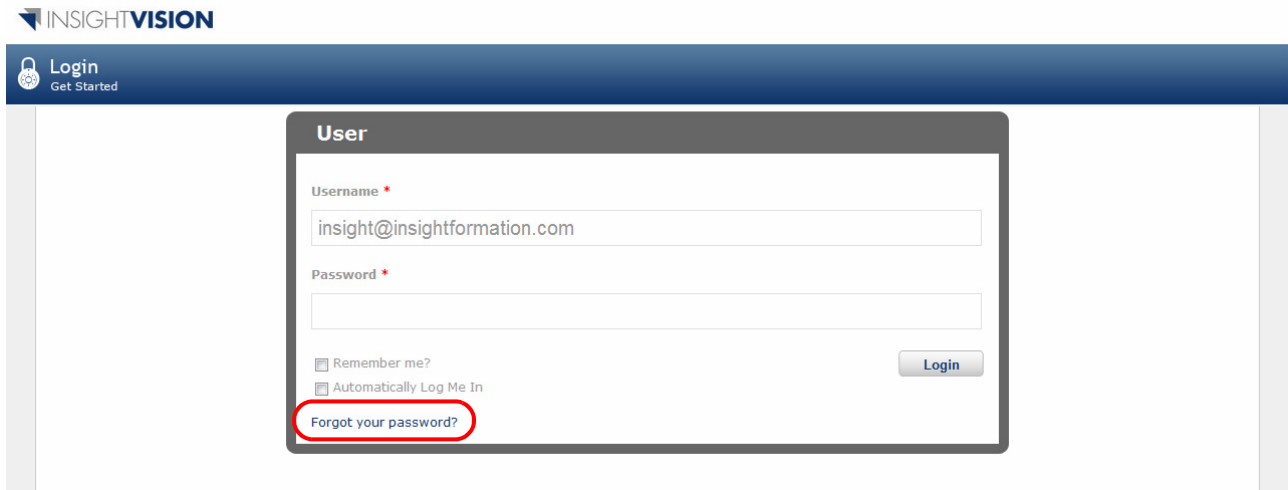 INSIGHTVISION
Login
Get Started
User
Username *
insight@insightformation.com
Password *
Remember me?
Login
Automatically Log Me In
Forgot your password?